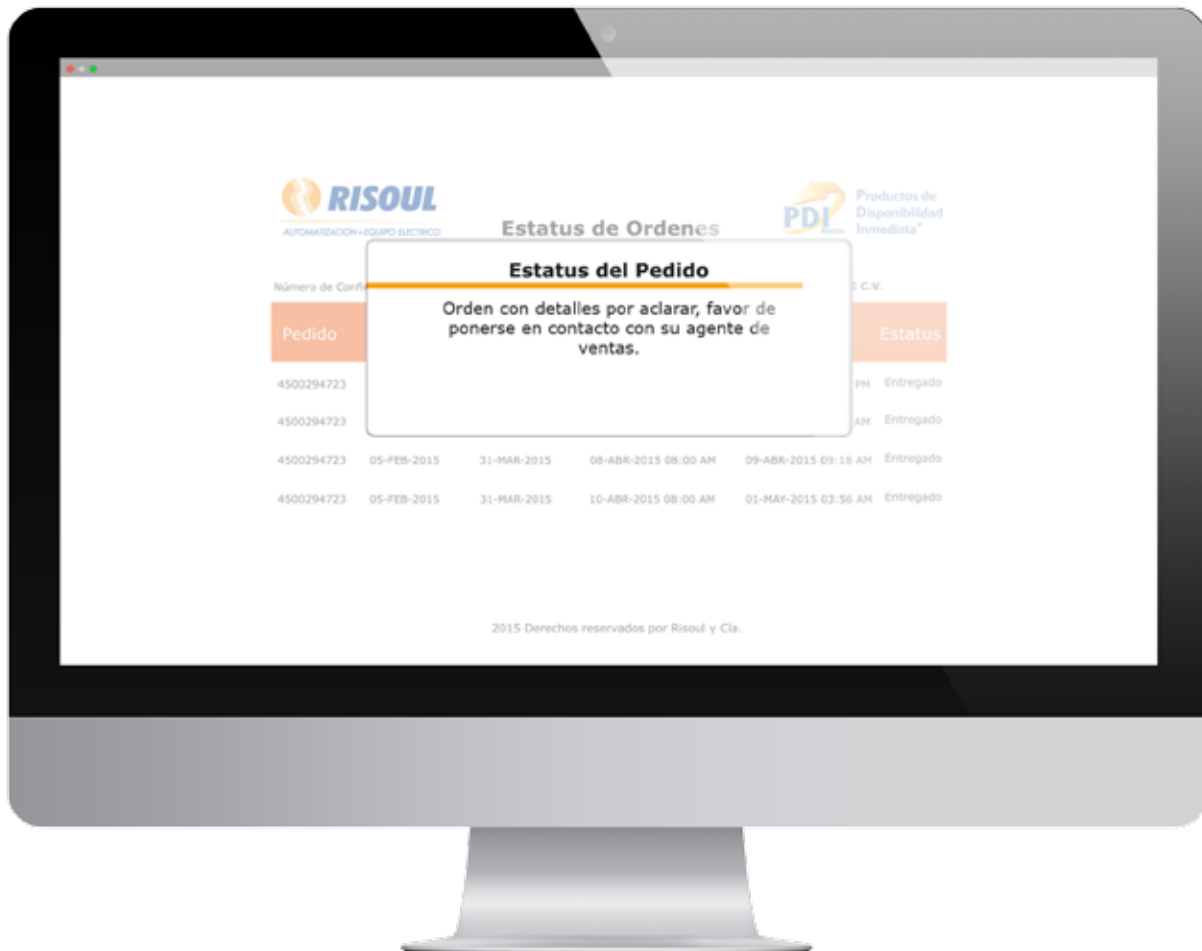 RISOUL
AUTOMATIZACION + EQUIPO ELECTRICO
Estatus de Ordenes
PDI
RISOUL
Productos de
Disponibilidad
Inmediata"
Estatus del Pedido
Orden con detalles por aclarar, favor de
ponerse en contacto con su agente de
ventas.
Número de Confi
E C.V.
Pedido
Estatus
4500294723
PM
Entregado
4500294723
AM
Entregado
4500294723 05-FEB-2015 31-MAR-2015 08-ABR-2015 08:00 AM 09-ABR-2015 09:18 AM Entregado
4500294723 05-FEB-2015 31-MAR-2015 10-ABR-2015 08:00 AM 01-MAY-2015 03:56 AM Entregado
2015 Derechos reservados por Risoul y Cía.